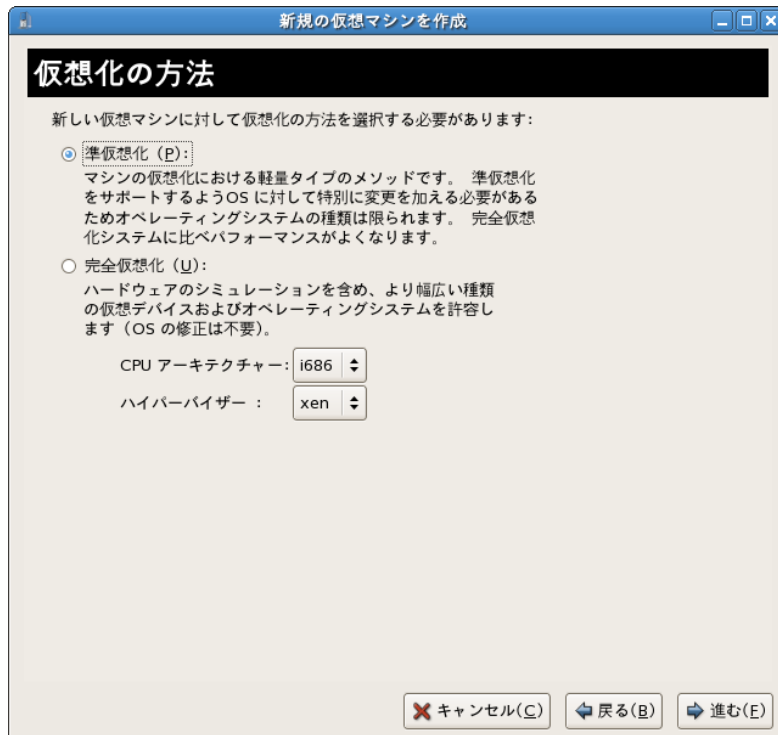 新規の仮想マシンを作成
仮想化の方法
新しい仮想マシンに対して仮想化の方法を選択する必要があります:
準仮想化 (P):
マシンの仮想化における軽量タイプのメソッドです。 準仮想化
をサポートするようOS に対して特別に変更を加える必要がある
ためオペレーティングシステムの種類は限られます。 完全仮想
化システムに比べパフォーマンスがよくなります。
完全仮想化 (U):
ハードウェアのシミュレーションを含め、より幅広い種類
の仮想デバイスおよびオペレーティングシステムを許容し
ます（OS の修正は不要）。
CPU アーキテクチャー: i686
ハイパーバイザー : xen
キャンセル(C) 戻る(B) 進む(F)